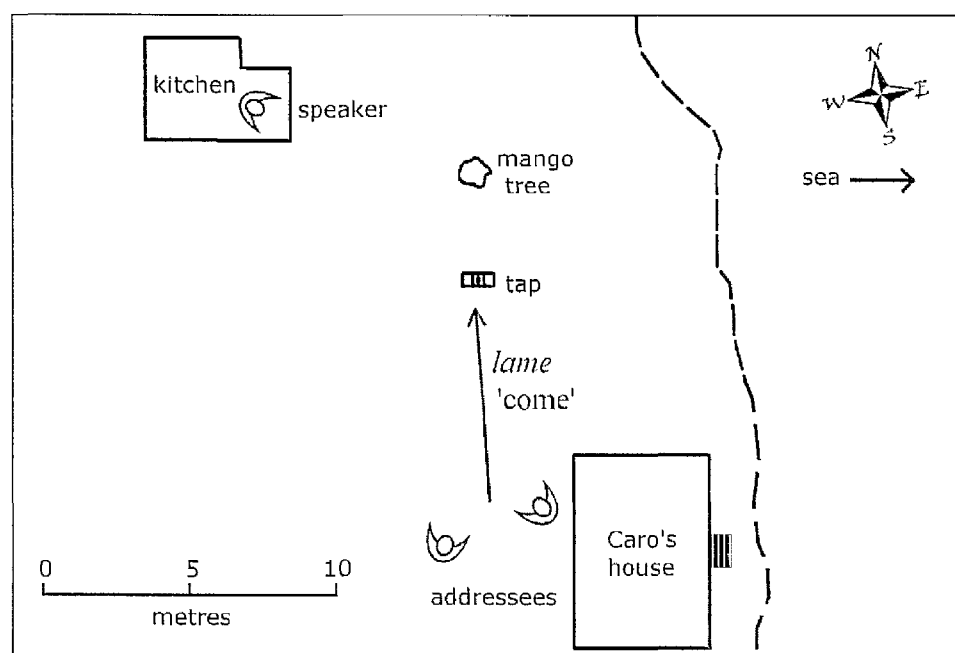 kitchen
speaker
mango
tree
N
W
E
S
sea
tap
lame
'come'
Caro's
house
addressees
0 5 10
metres